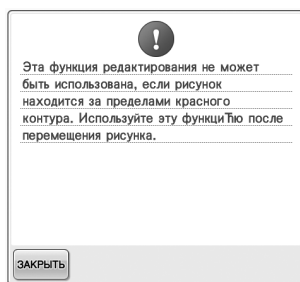 Эта функция редактирования не может
быть использована, если рисунок
находится за пределами красного
контура. Используйте эту функциЂю после
перемещения рисунка.
ЗАКРЫТЬ